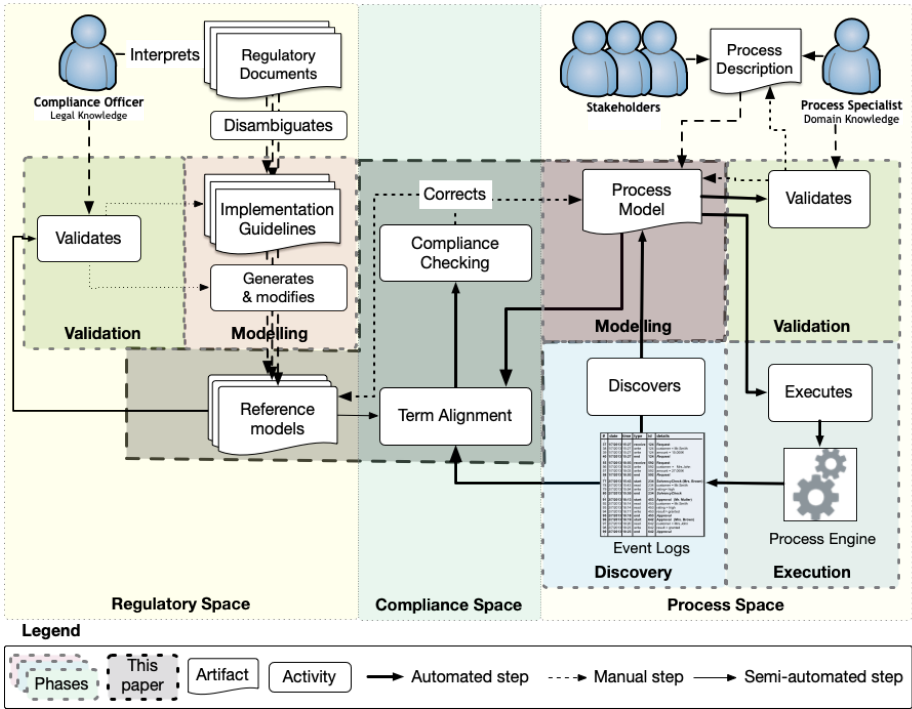 Interprets
Regulatory
Documents
Compliance Officer
Legal Knowledge
Disambiguates
Stakeholders
Process
Description
Process Specialist
Domain Knowledge
Validates
Implementation
Guidelines
Generates
& modifies
Validation
Modelling
Corrects
Compliance
Checking
Process
Model
Validates
Modelling
Validation
Reference
models
Term Alignment
Discovers
Executes
Event Logs
Process Engine
Discovery
Execution
Regulatory Space
Compliance Space
Process Space
Legend
Phases
This
paper
Artifact
Activity
Automated step
Manual step
Semi-automated step